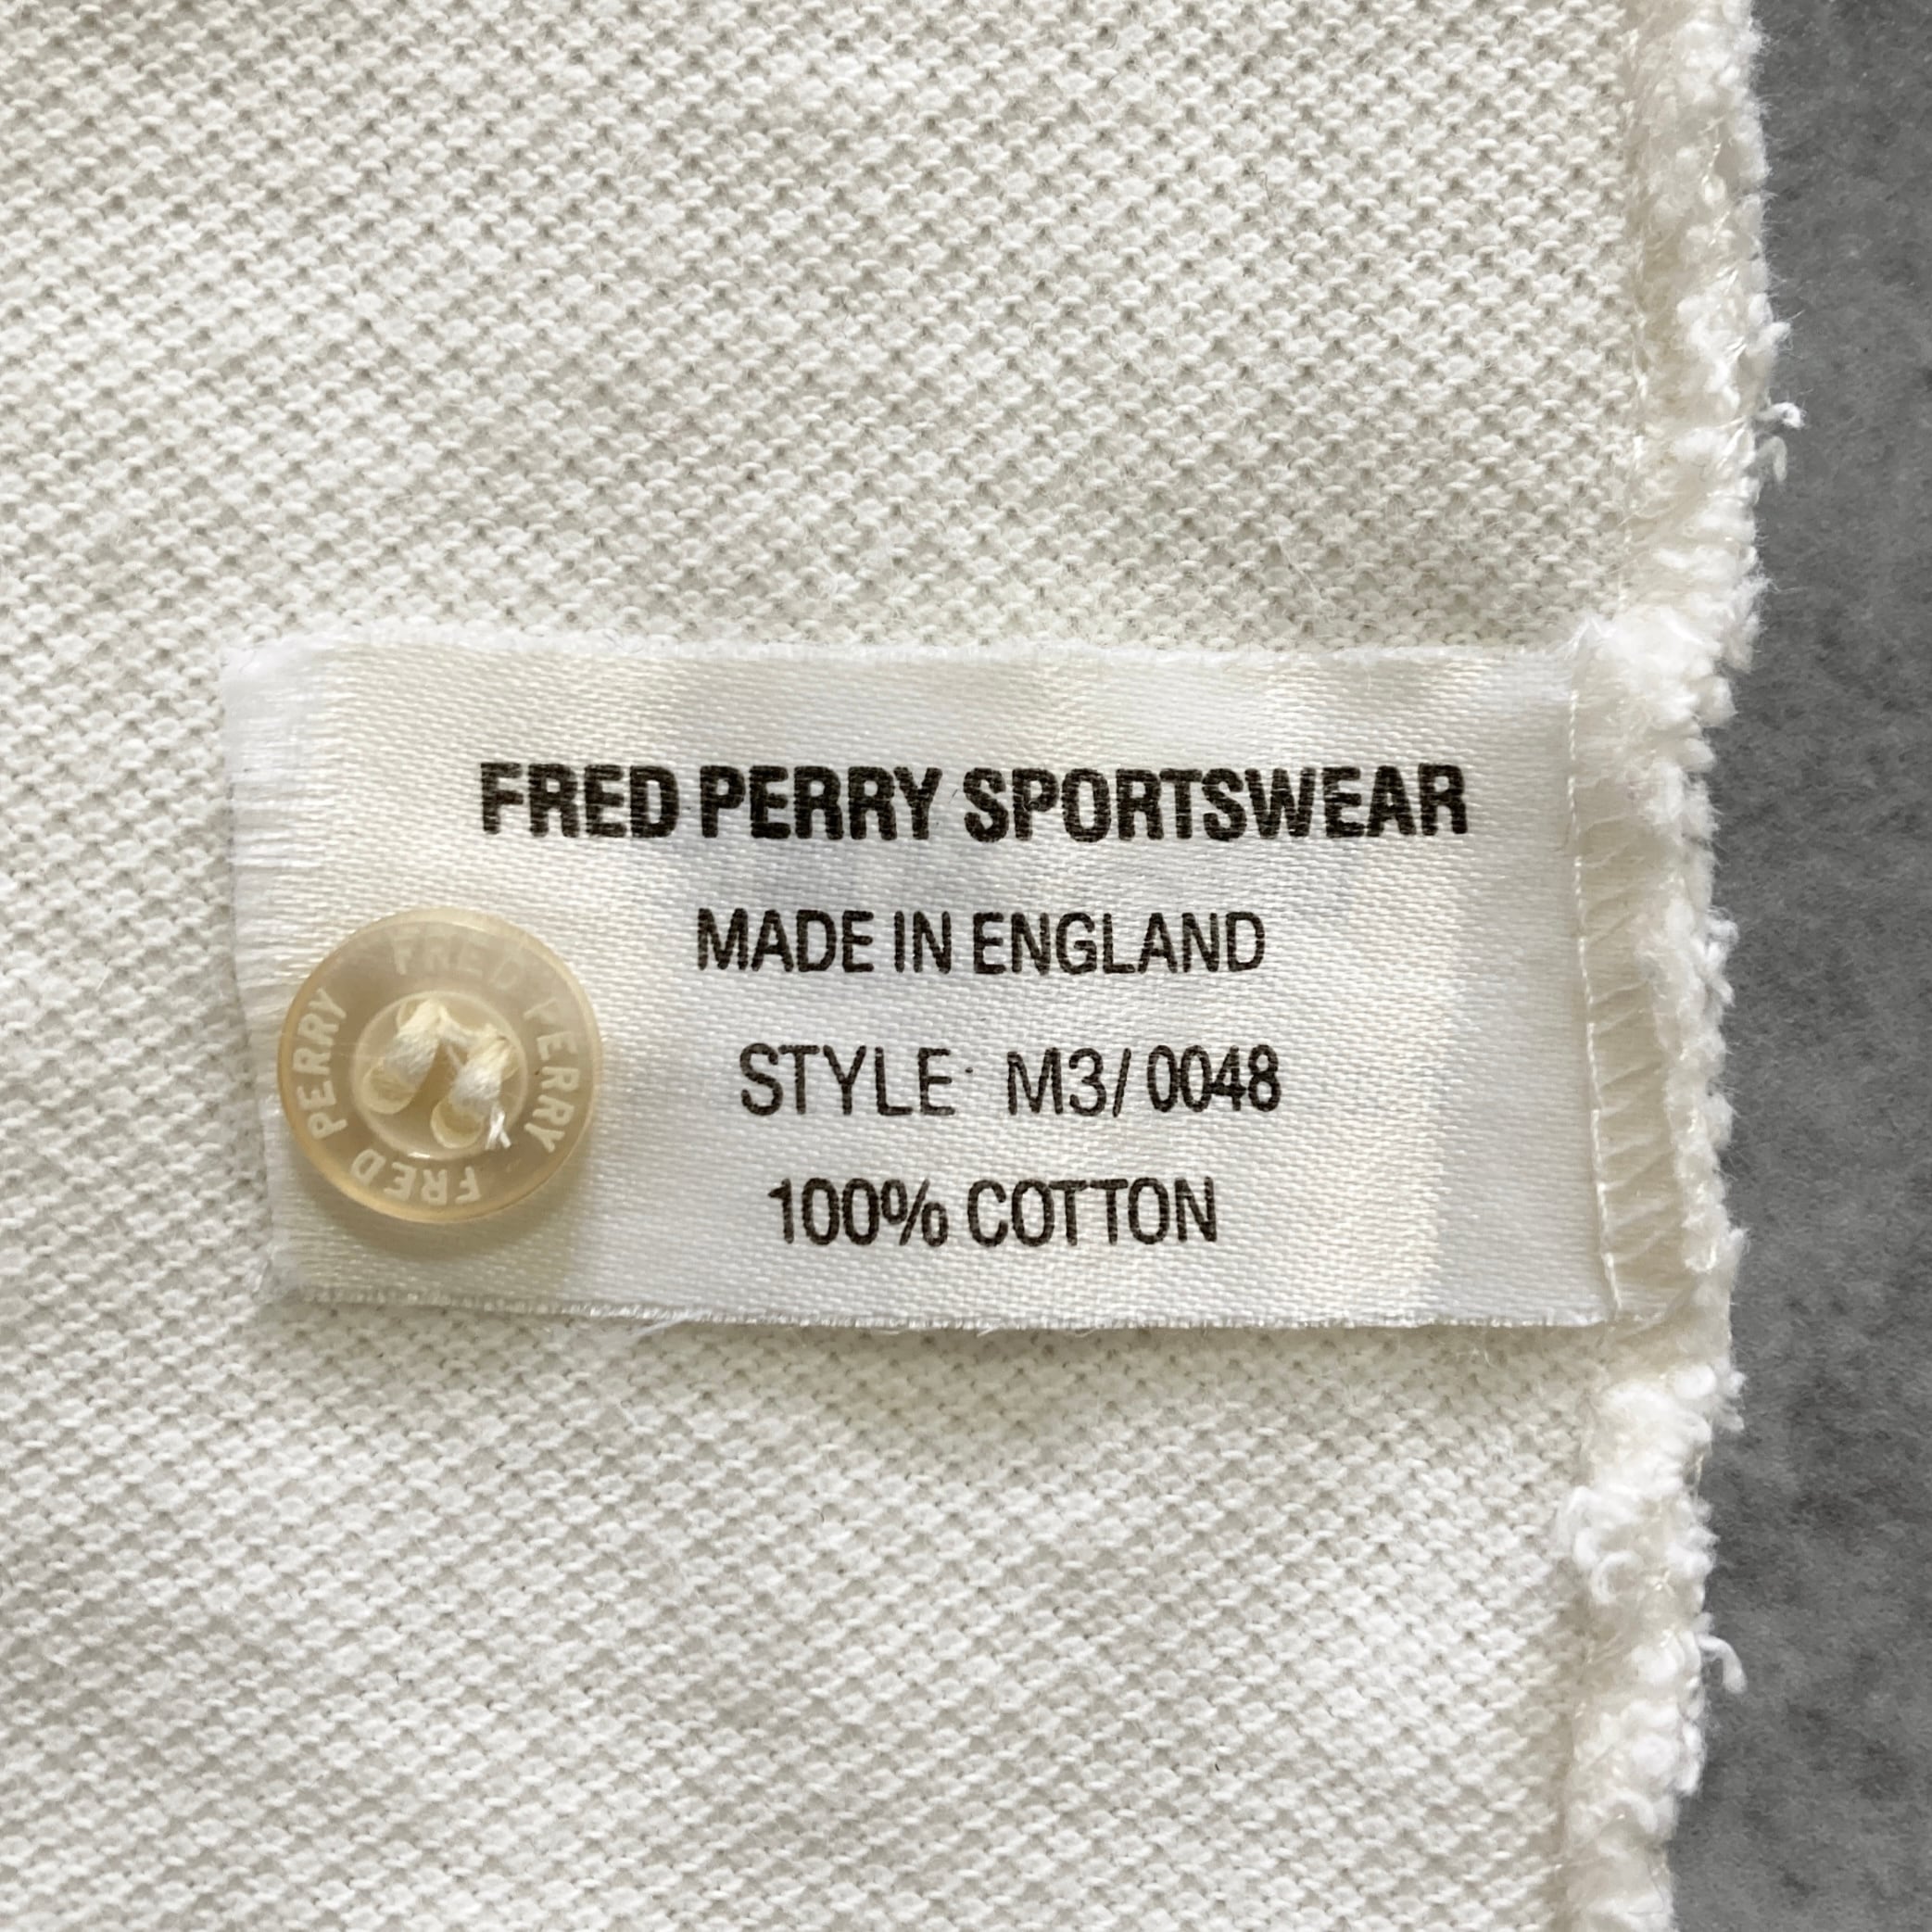 FRED PERRY SPORTSWEAR
MADE IN ENGLAND
STYLE M3/0048
100% COTTON
FRED PERRY FRED PERRY